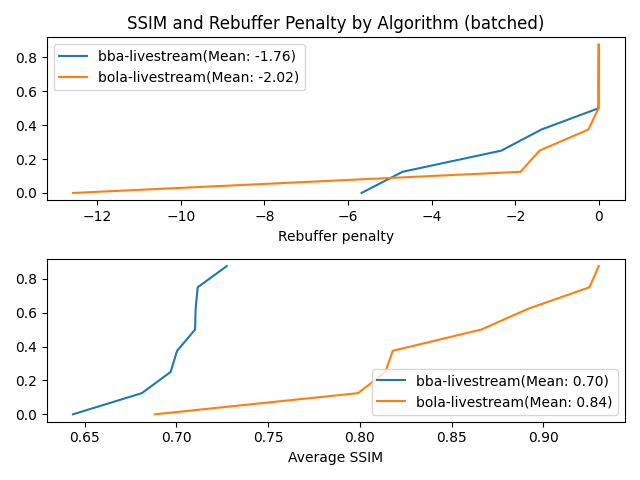 SSIM and Rebuffer Penalty by Algorithm (batched)
0.8
0.6
0.4
0.2
0.0
bba-livestream(Mean: -1.76)
bola-livestream(Mean: -2.02)
−12 −10 −8 −6 −4 −2 0
Rebuffer penalty
0.8
0.6
0.4
0.2
0.0
bba-livestream(Mean: 0.70)
bola-livestream(Mean: 0.84)
0.65 0.70 0.75 0.80 0.85 0.90
Average SSIM